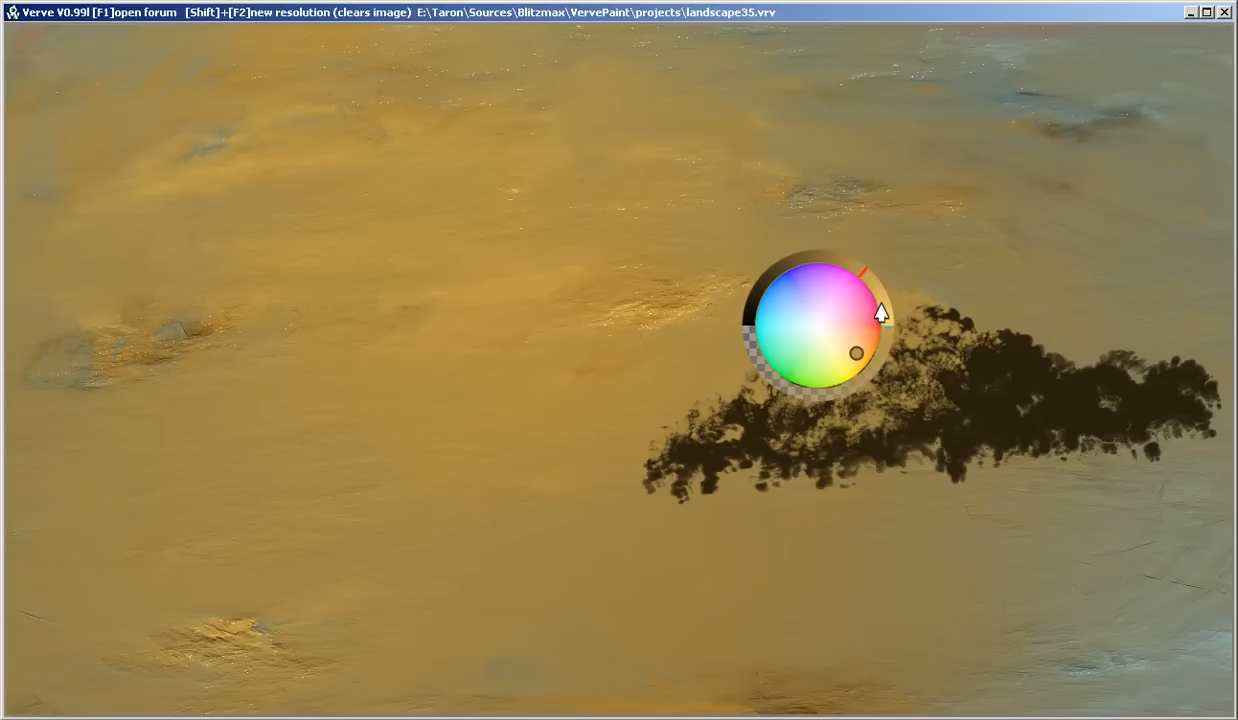 Verve V0.99l [F1]open forum [Shift]+[F2]new resolution (clears image) E:\Taron\Sources\Blitzmax\VervePaint\projects\landscape35.vrv